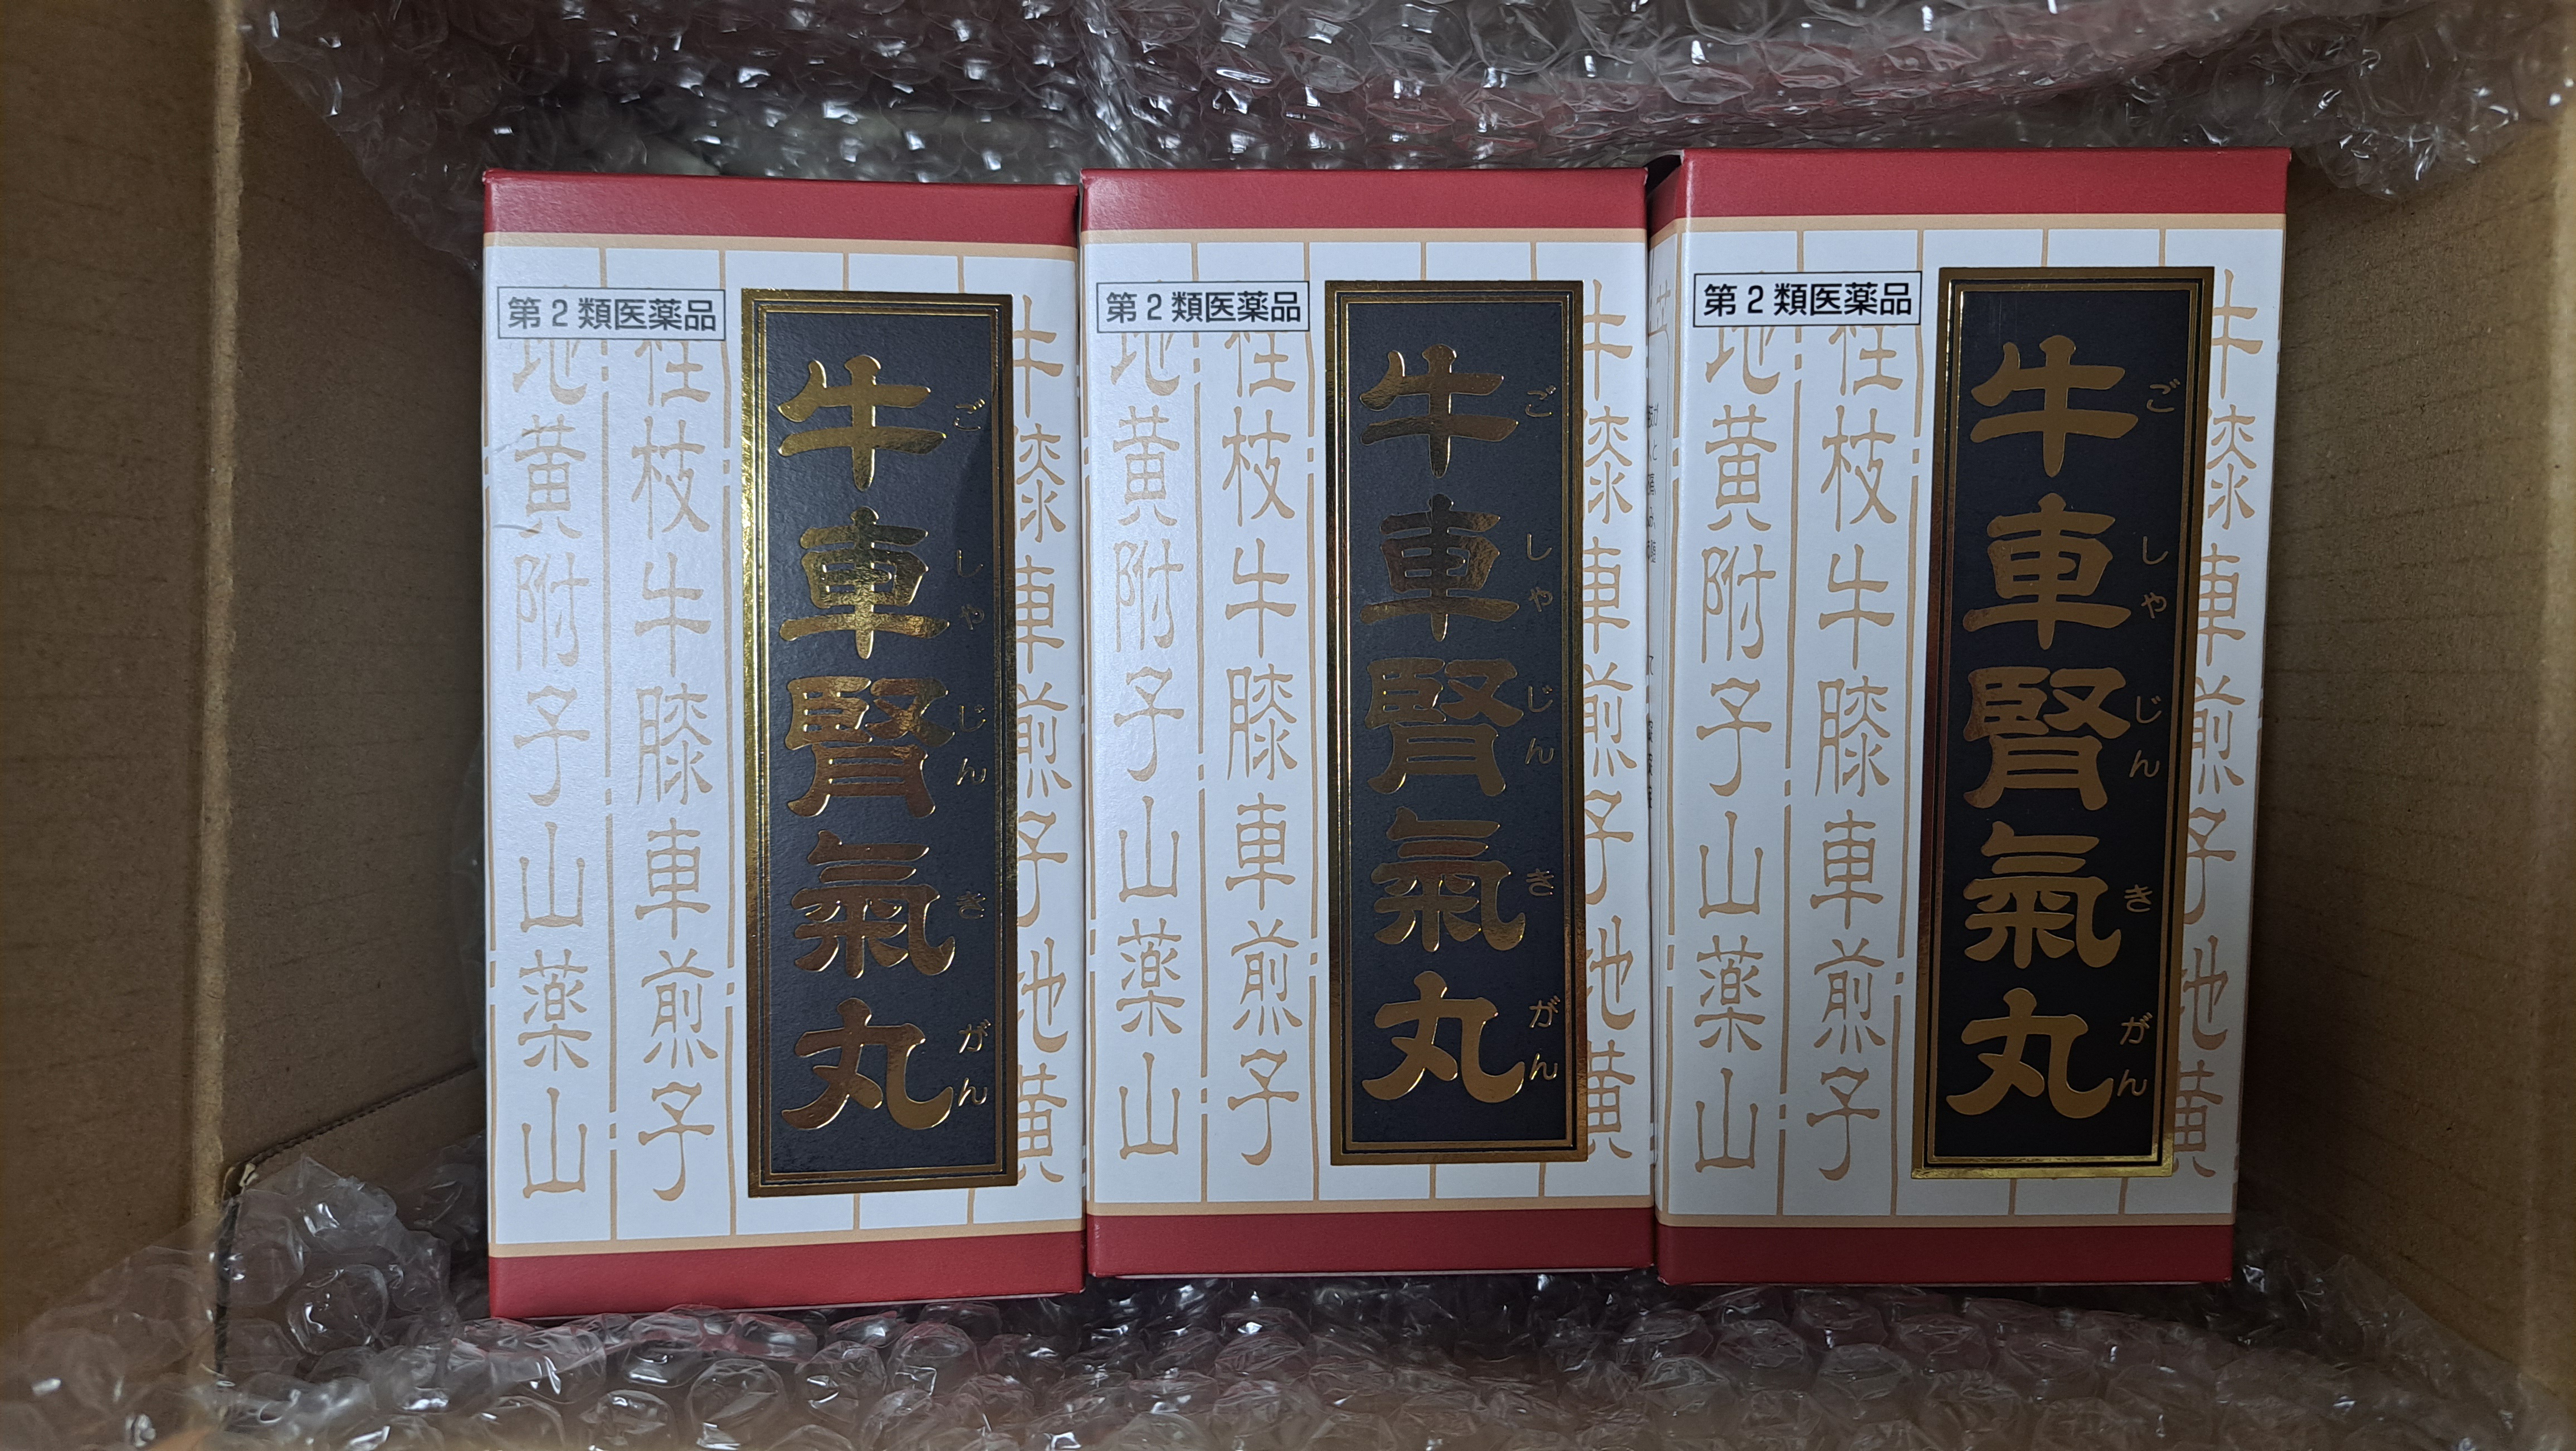 第2類医薬品
牛車腎氣丸
ごしゃじんきがん
牛膝車前子地黄
桂枝牛膝車前子
地黄附子山薬山
第2類医薬品
牛車腎氣丸
ごしゃじんきがん
牛膝車前子地黄
桂枝牛膝車前子
地黄附子山薬山
第2類医薬品
牛車腎氣丸
ごしゃじんきがん
牛膝車前子地黄
桂枝牛膝車前子
地黄附子山薬山